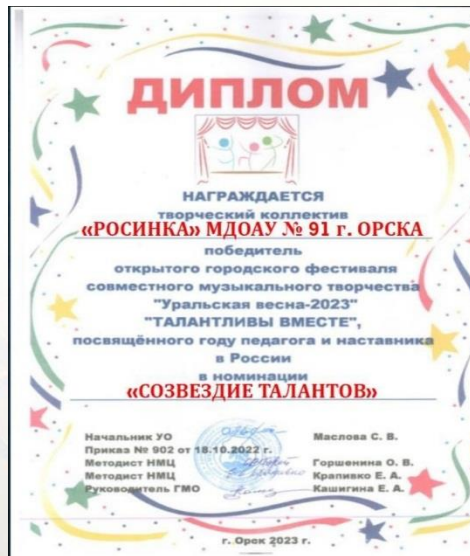 ДИПЛОМ
НАГРАЖДАЕТСЯ
творческий коллектив
«РОСИНКА» МДОАУ № 91 г. ОРСКА
победитель
открытого городского фестиваля
совместного музыкального творчества
"Уральская весна-2023"
"ТАЛАНТЛИВЫ ВМЕСТЕ",
посвящённого году педагога и наставника
в России
в номинации
«СОЗВЕЗДИЕ ТАЛАНТОВ»
Начальник УО Маслова С. В.
Приказ № 902 от 18.10.2022 г.
Методист НМЦ Горшенина О. В.
Методист НМЦ Крапивко Е. А.
Руководитель ГМО Кашигина Е. А.
г. Орск 2023 г.